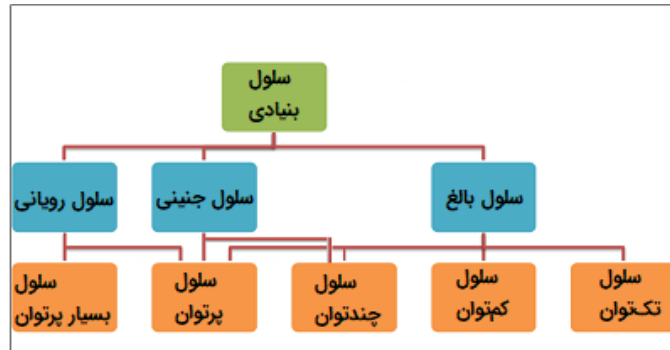 سلول
بنیادی
سلول بالغ
سلول جنینی
سلول رویانی
سلول
تک‌توان
سلول
کم‌توان
سلول
چندتوان
سلول
پرتوان
سلول
بسیار پرتوان